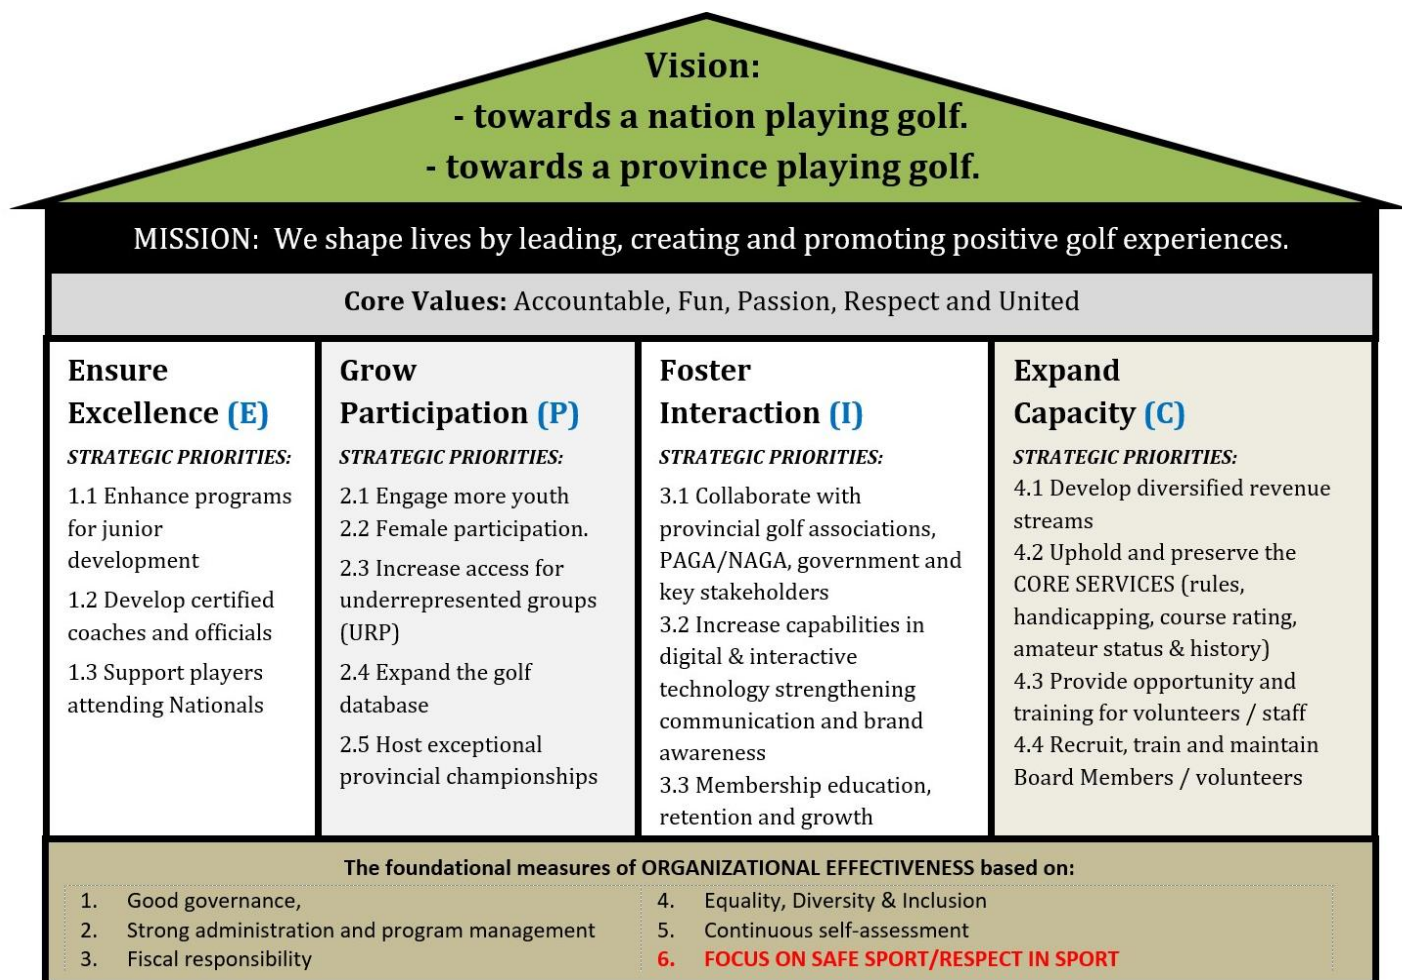 Vision:
- towards a nation playing golf.
- towards a province playing golf.
MISSION: We shape lives by leading, creating and promoting positive golf experiences.
Core Values: Accountable, Fun, Passion, Respect and United
Ensure
Excellence (E)
STRATEGIC PRIORITIES:
1.1 Enhance programs
for junior
development
1.2 Develop certified
coaches and officials
1.3 Support players
attending Nationals
Grow
Participation (P)
STRATEGIC PRIORITIES:
2.1 Engage more youth
2.2 Female participation.
2.3 Increase access for
underrepresented groups
(URP)
2.4 Expand the golf
database
2.5 Host exceptional
provincial championships
Foster
Interaction (I)
STRATEGIC PRIORITIES:
3.1 Collaborate with
provincial golf associations,
PAGA/NAGA, government and
key stakeholders
3.2 Increase capabilities in
digital & interactive
technology strengthening
communication and brand
awareness
3.3 Membership education,
retention and growth
Expand
Capacity (C)
STRATEGIC PRIORITIES:
4.1 Develop diversified revenue
streams
4.2 Uphold and preserve the
CORE SERVICES (rules,
handicapping, course rating,
amateur status & history)
4.3 Provide opportunity and
training for volunteers / staff
4.4 Recruit, train and maintain
Board Members / volunteers
The foundational measures of ORGANIZATIONAL EFFECTIVENESS based on:
1. Good governance,
2. Strong administration and program management
3. Fiscal responsibility
4. Equality, Diversity & Inclusion
5. Continuous self-assessment
6. FOCUS ON SAFE SPORT/RESPECT IN SPORT